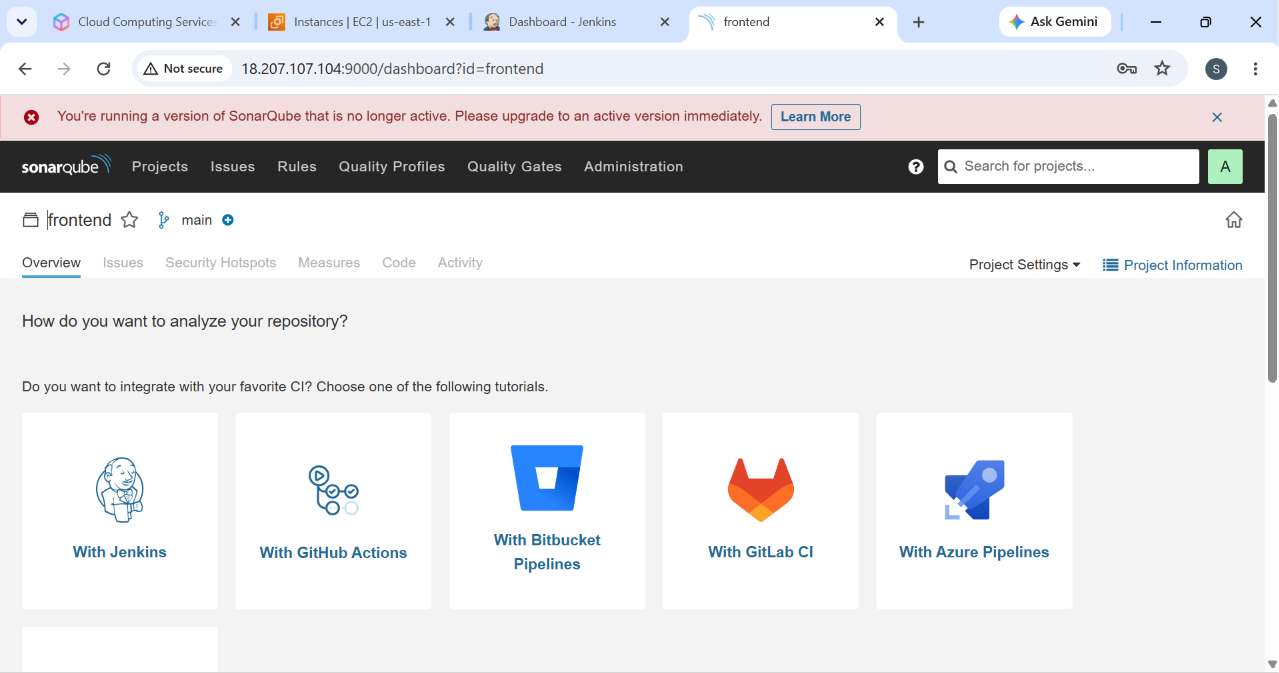 Cloud Computing Services
Instances | EC2 | us-east-1
Dashboard - Jenkins
frontend
Ask Gemini
Not secure
18.207.107.104:9000/dashboard?id=frontend
S
You're running a version of SonarQube that is no longer active. Please upgrade to an active version immediately.
Learn More
sonarqube
Projects
Issues
Rules
Quality Profiles
Quality Gates
Administration
?
Search for projects...
A
frontend
main
Overview
Issues
Security Hotspots
Measures
Code
Activity
Project Settings
Project Information
How do you want to analyze your repository?
Do you want to integrate with your favorite CI? Choose one of the following tutorials.
With Jenkins
With GitHub Actions
With Bitbucket
Pipelines
With GitLab CI
With Azure Pipelines